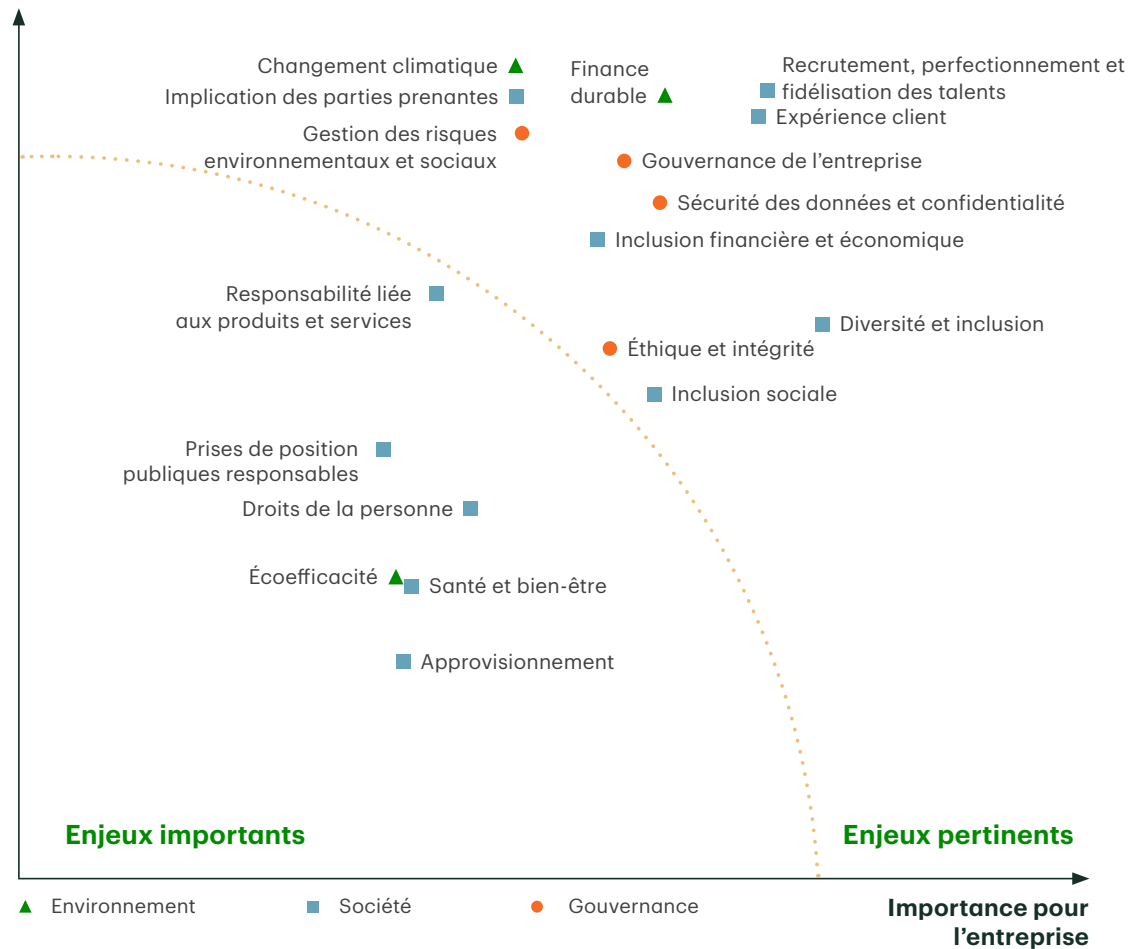 Changement climatique
Implication des parties prenantes
Gestion des risques
environnementaux et sociaux
Finance
durable
Recrutement, perfectionnement et
fidélisation des talents
Expérience client
Gouvernance de l’entreprise
Sécurité des données et confidentialité
Inclusion financière et économique
Responsabilité liée
aux produits et services
Diversité et inclusion
Éthique et intégrité
Inclusion sociale
Prises de position
publiques responsables
Droits de la personne
Écoefficacité
Santé et bien-être
Approvisionnement
Enjeux importants
Enjeux pertinents
Environnement
Société
Gouvernance
Importance pour
l’entreprise